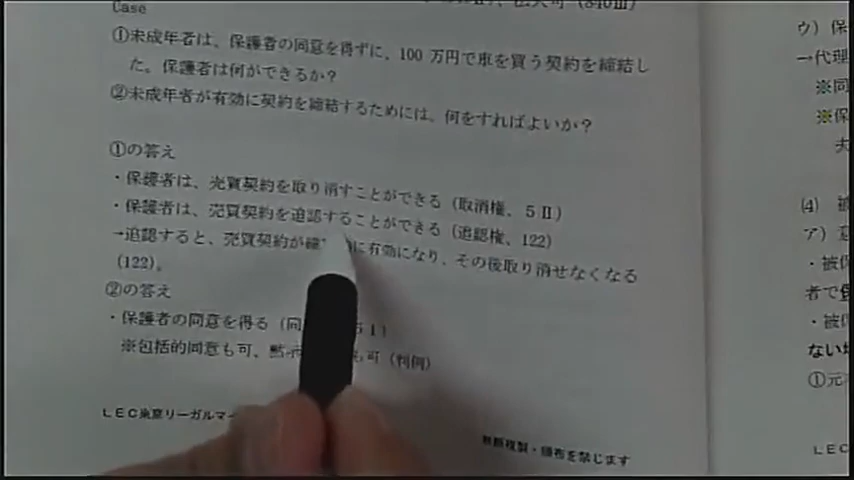 Case
①未成年者は、保護者の同意を得ずに、100 万円で車を買う契約を締結し
た。保護者は何ができるか？
②未成年者が有効に契約を締結するためには、何をすればよいか？
①の答え
・保護者は、売買契約を取り消すことができる（取消権、5Ⅱ）
・保護者は、売買契約を追認することができる（追認権、122）
→追認すると、売買契約が確 に有効になり、その後取り消せなくなる
(122)。
②の答え
・保護者の同意を得る（同 5Ⅰ）
※包括的同意も可、黙示 も可（判例）
LEC東京リーガルマ
無断複製・頒布を禁じます
ウ）保
→代理
※同
※保
(4) 被
ア）
・被保
者で
・被保
ない
①元
LE